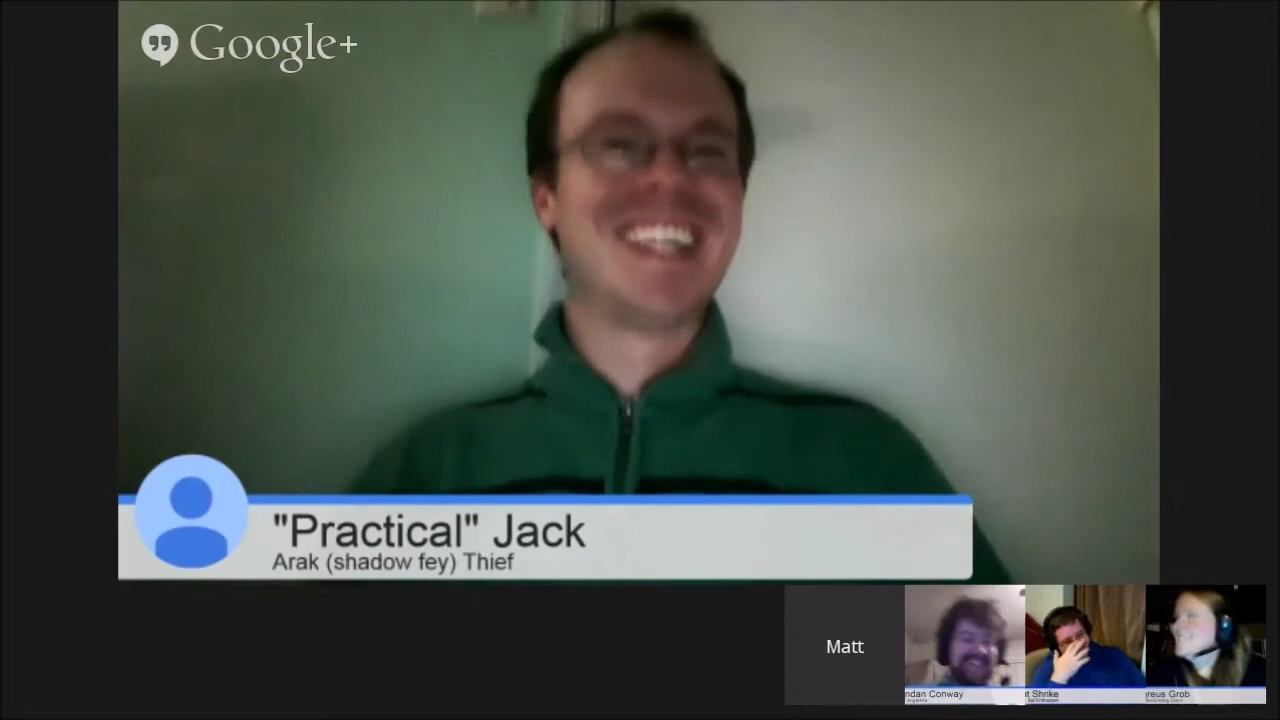 Google+
"Practical" Jack
Arak (shadow fey) Thief
Matt
ndan Conway
t Shrike
reus Grob